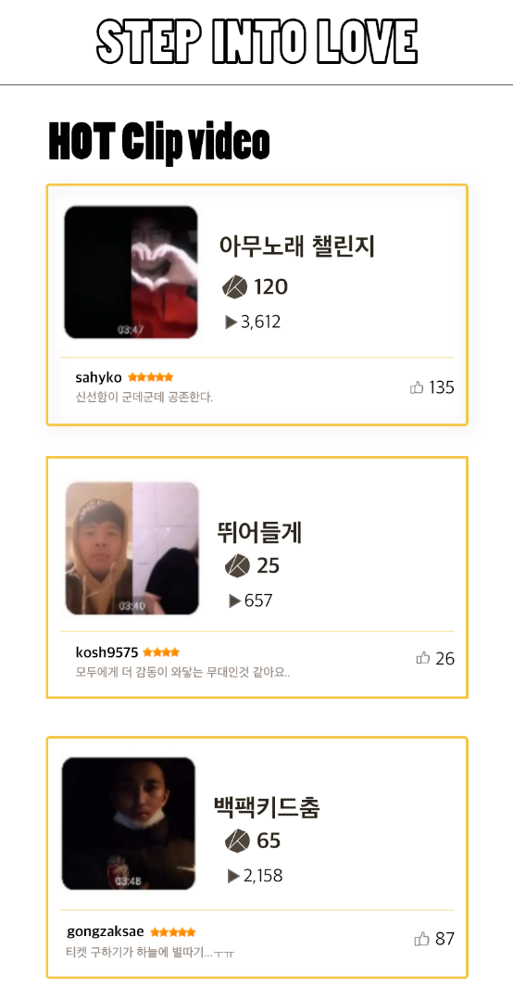 STEP INTO LOVE
HOT Clip video
03:47
아무노래 챌린지
120
3,612
sahyko
신선함이 군데군데 공존한다.
135
03:40
뛰어들게
25
657
kosh9575
모두에게 더 감동이 와닿는 무대인것 같아요..
26
03:48
백팩키드춤
65
2,158
gongzaksae
티켓 구하기가 하늘에 별따기...ㅜㅠ
87